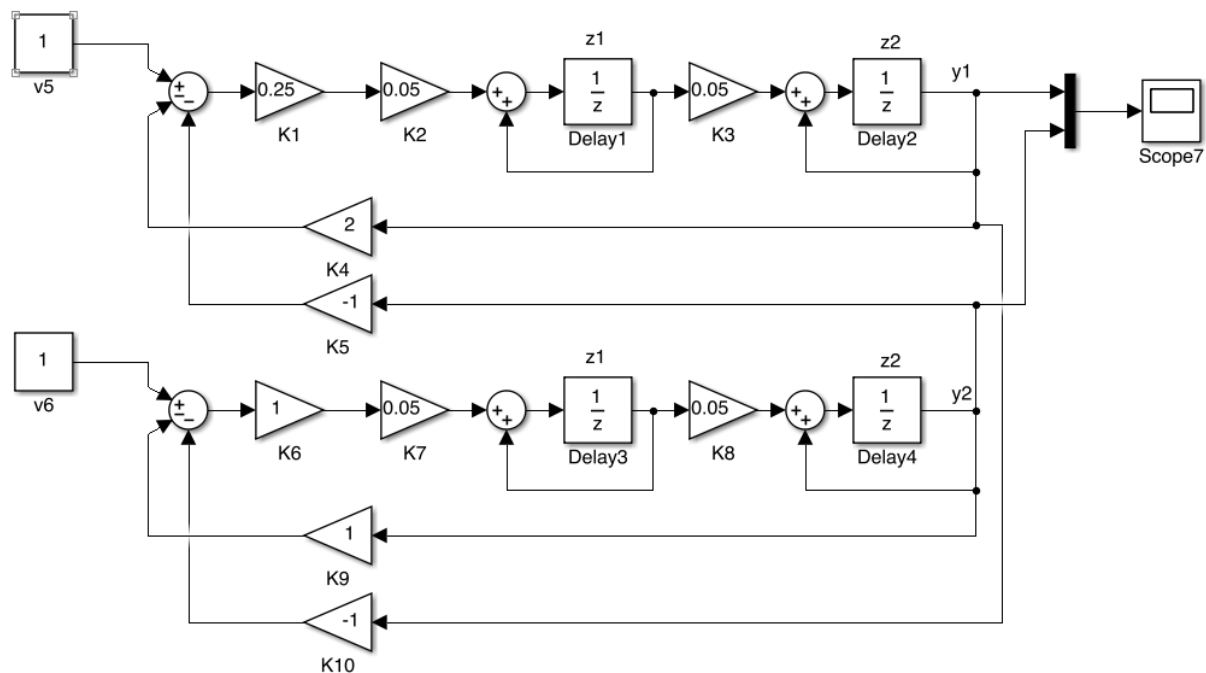 1
v5
+
−
−
0.25
K1
0.05
K2
+
+
z1
1
z
Delay1
0.05
K3
+
+
z2
1
z
Delay2
y1
Scope7
2
K4
-1
K5
1
v6
+
−
−
1
K6
0.05
K7
+
+
z1
1
z
Delay3
0.05
K8
+
+
z2
1
z
Delay4
y2
1
K9
-1
K10